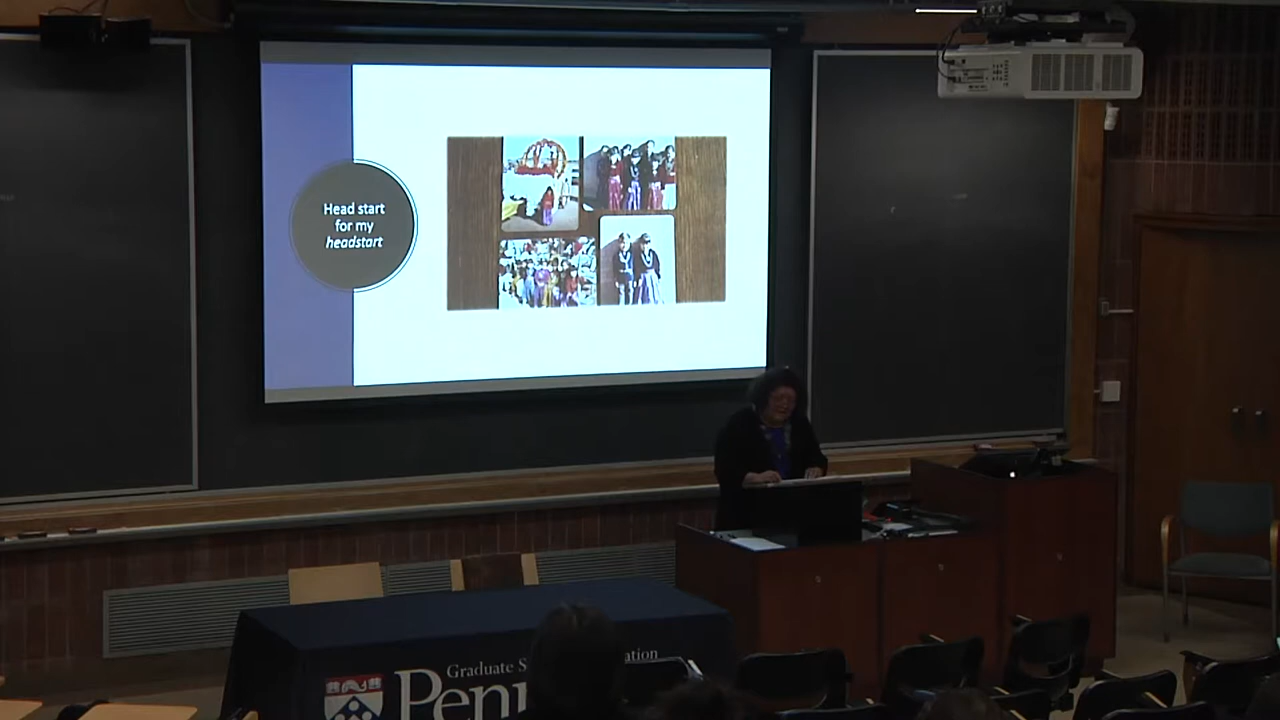 Head start
for my
headstart
Graduate S
ation
Penn